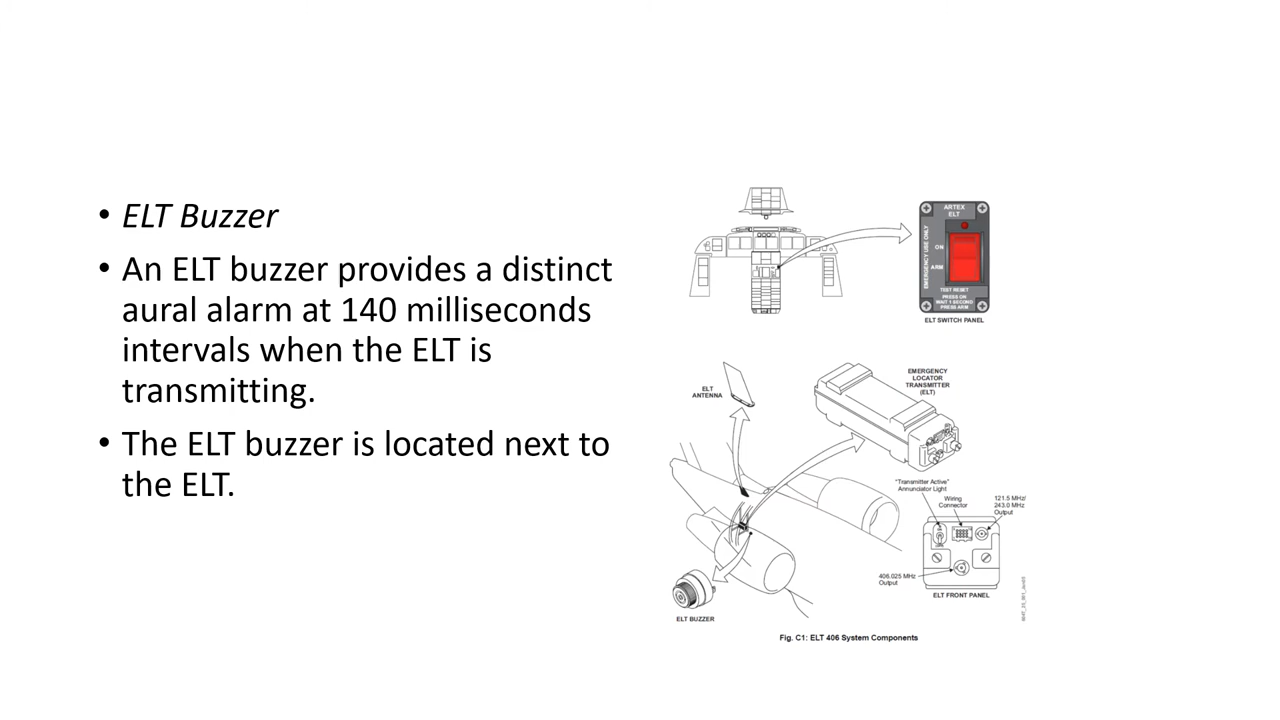 • ELT Buzzer
• An ELT buzzer provides a distinct
aural alarm at 140 milliseconds
intervals when the ELT is
transmitting.
• The ELT buzzer is located next to
the ELT.
ARTEX
ELT
EMERGENCY USE ONLY
ON
ARM
TEST RESET
PRESS ON
WAIT 1 SECOND
PRESS ARM
ELT SWITCH PANEL
ELT
ANTENNA
EMERGENCY
LOCATOR
TRANSMITTER
(ELT)
"Transmitter Active"
Annunciator Light
Wiring
Connector
121.5 MHz/
243.0 MHz
Output
406.025 MHz
Output
ELT FRONT PANEL
ELT BUZZER
Fig. C1: ELT 406 System Components